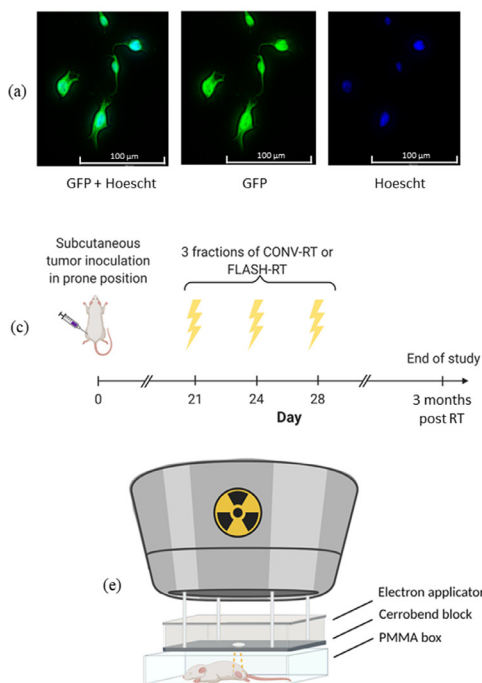 (a)
100 µm
100 µm
100 µm
GFP + Hoescht
GFP
Hoescht
Subcutaneous
tumor inoculation
in prone position
3 fractions of CONV-RT or
FLASH-RT
(c)
End of study
0
21
24
28
3 months
post RT
Day
(e)
Electron applicator
Cerrobend block
PMMA box